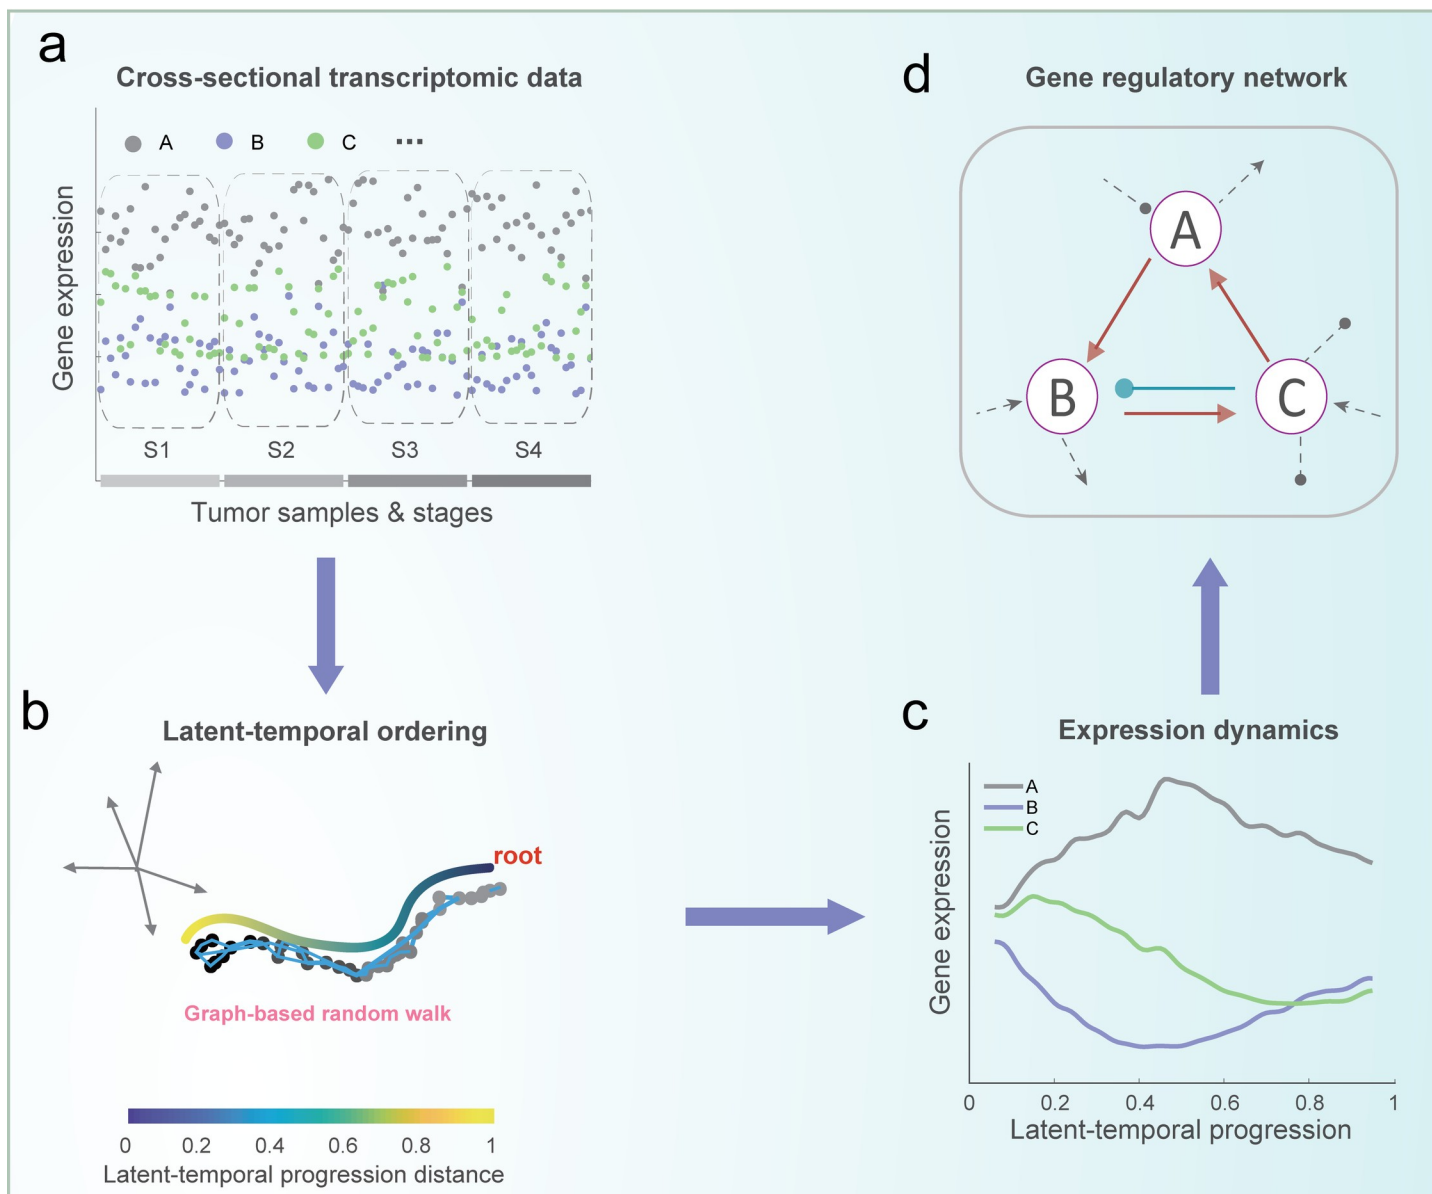 a
Cross-sectional transcriptomic data
A B C ...
Gene expression
S1 S2 S3 S4
Tumor samples & stages
b
Latent-temporal ordering
root
Graph-based random walk
0 0.2 0.4 0.6 0.8 1
Latent-temporal progression distance
c
Expression dynamics
A
B
C
Gene expression
0 0.2 0.4 0.6 0.8 1
Latent-temporal progression
d
Gene regulatory network
A
B C